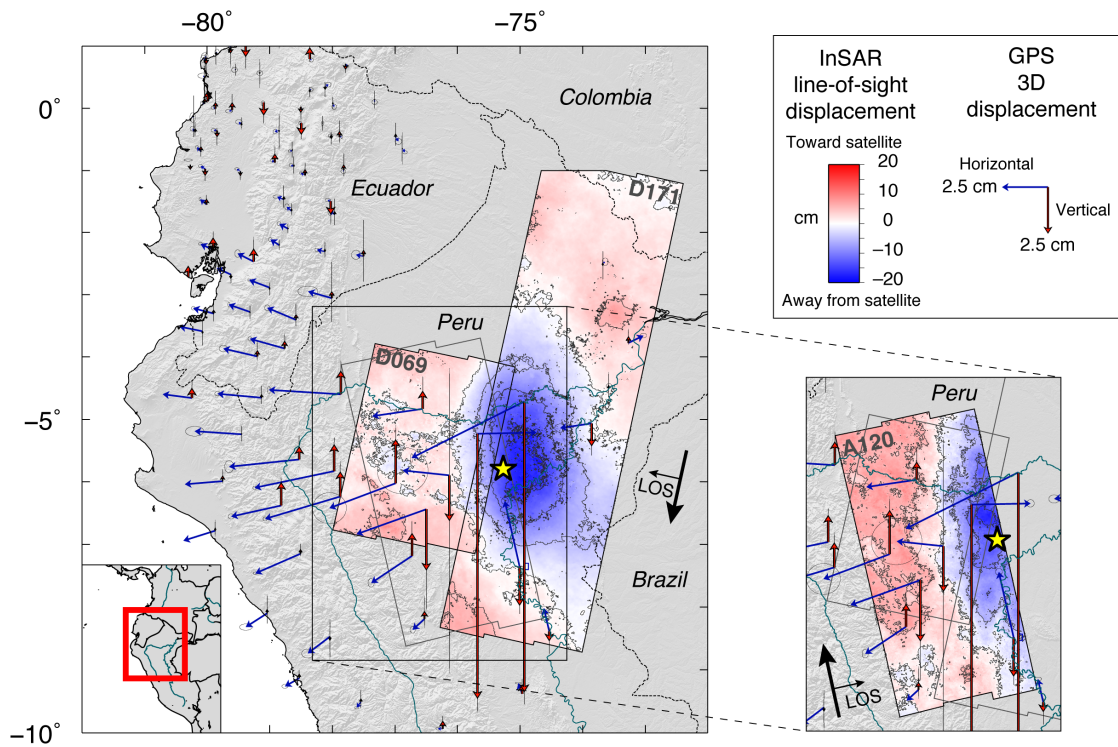 −80°
−75°
0°
−5°
−10°
Colombia
Ecuador
Peru
Brazil
D171
D069
LOS
InSAR
line-of-sight
displacement
Toward satellite
20
10
cm
0
−10
−20
Away from satellite
GPS
3D
displacement
Horizontal
2.5 cm
Vertical
2.5 cm
Peru
A120
LOS